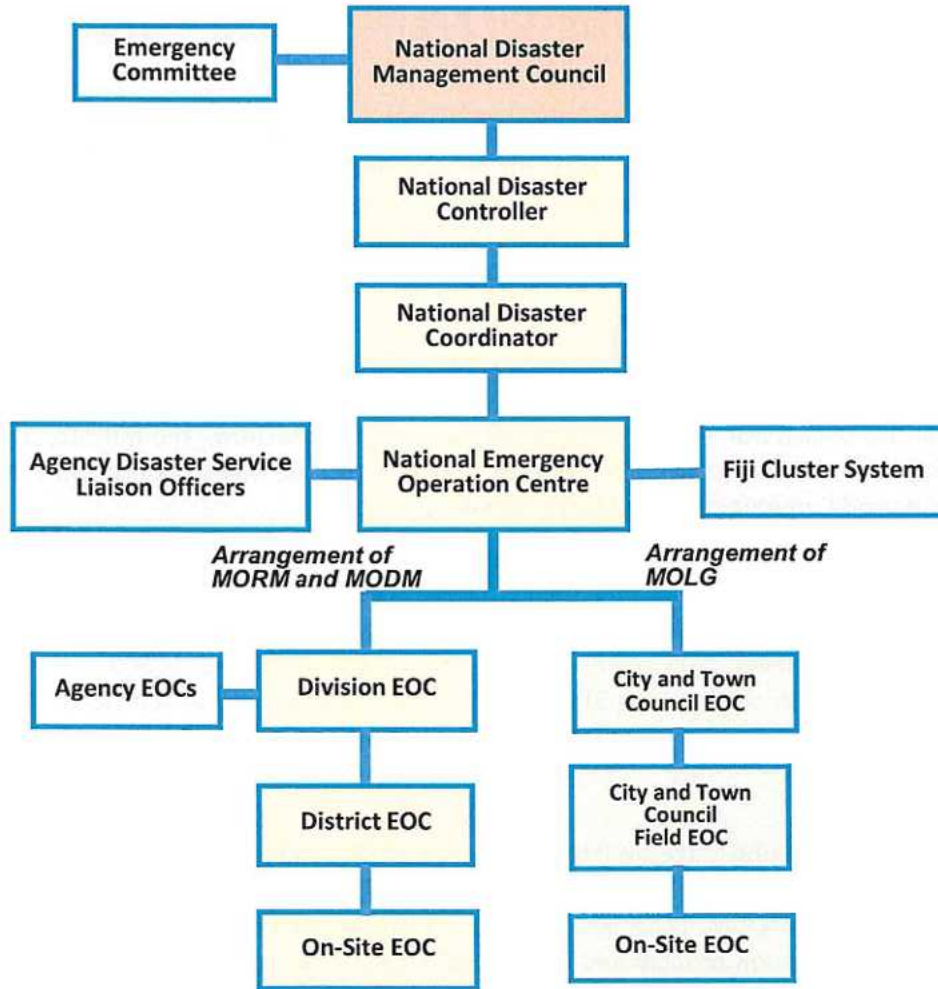 Emergency
Committee
National Disaster
Management Council
National Disaster
Controller
National Disaster
Coordinator
Agency Disaster Service
Liaison Officers
National Emergency
Operation Centre
Fiji Cluster System
Arrangement of
MORM and MODM
Arrangement of
MOLG
Agency EOCs
Division EOC
City and Town
Council EOC
District EOC
City and Town
Council
Field EOC
On-Site EOC
On-Site EOC